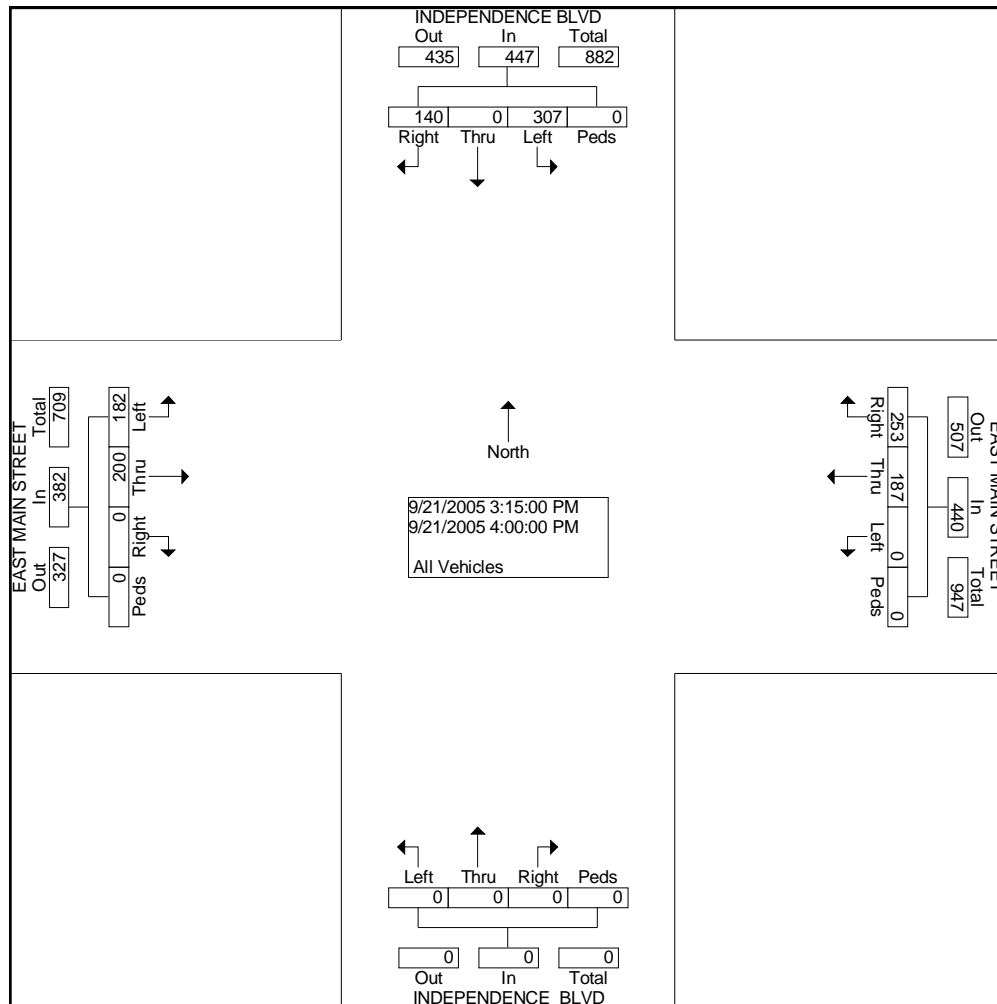 INDEPENDENCE BLVD
Out In Total
435 447 882
140 0 307 0
Right Thru Left Peds
EAST MAIN STREET
Total In Out
709 382 327
182 200 0 0
Left Thru Right Peds
North
9/21/2005 3:15:00 PM
9/21/2005 4:00:00 PM
All Vehicles
Right Thru Left Peds
253 187 0 0
507 440 947
Out In Total
EAST MAIN STREET
Left Thru Right Peds
0 0 0 0
0 0 0
Out In Total
INDEPENDENCE BLVD